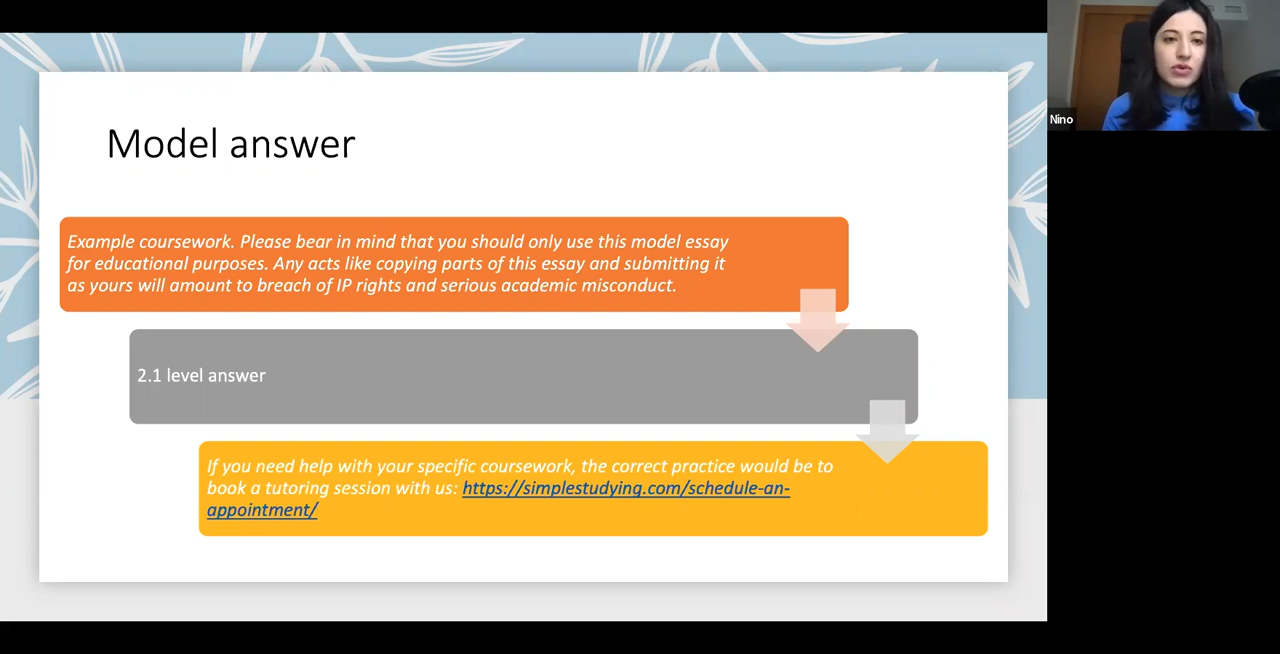 Model answer
Example coursework. Please bear in mind that you should only use this model essay
for educational purposes. Any acts like copying parts of this essay and submitting it
as yours will amount to breach of IP rights and serious academic misconduct.
2.1 level answer
If you need help with your specific coursework, the correct practice would be to
book a tutoring session with us: https://simplestudying.com/schedule-an-
appointment/
Nino